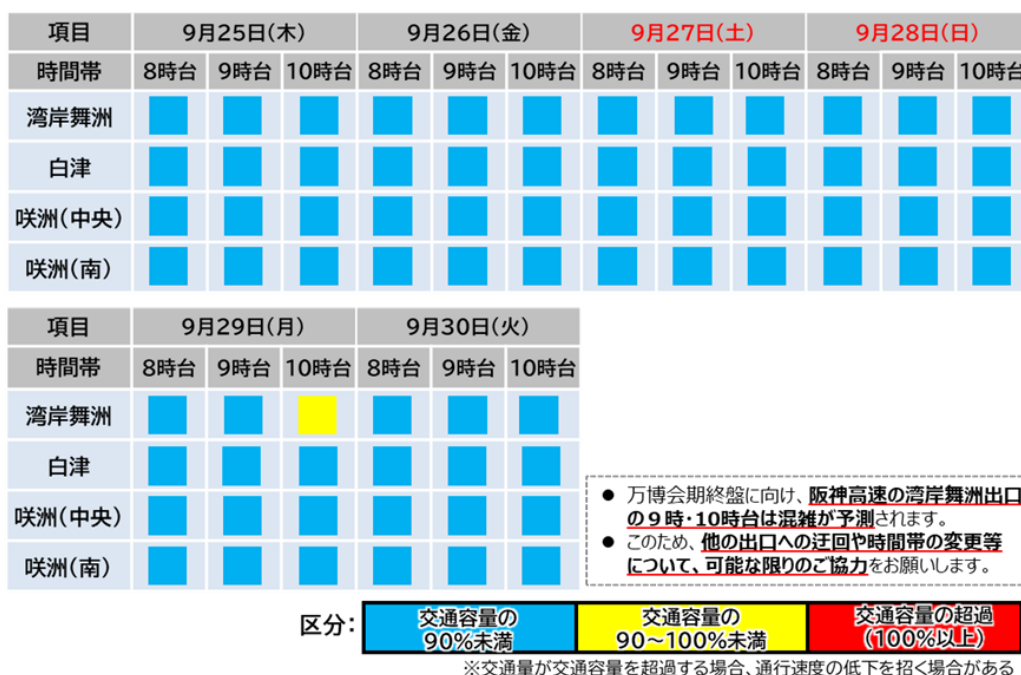 項目 9月25日(木) 9月26日(金) 9月27日(土) 9月28日(日)
時間帯 8時台 9時台 10時台 8時台 9時台 10時台 8時台 9時台 10時台 8時台 9時台 10時台
湾岸舞洲
白津
咲洲(中央)
咲洲(南)
項目 9月29日(月) 9月30日(火)
時間帯 8時台 9時台 10時台 8時台 9時台 10時台
湾岸舞洲
白津
咲洲(中央)
咲洲(南)
● 万博会期終盤に向け、阪神高速の湾岸舞洲出口
の9時・10時台は混雑が予測されます。
● このため、他の出口への迂回や時間帯の変更等
について、可能な限りのご協力をお願いします。
区分: 交通容量の 交通容量の 交通容量の超過
90%未満 90～100%未満 (100%以上)
※交通量が交通容量を超過する場合、通行速度の低下を招く場合がある